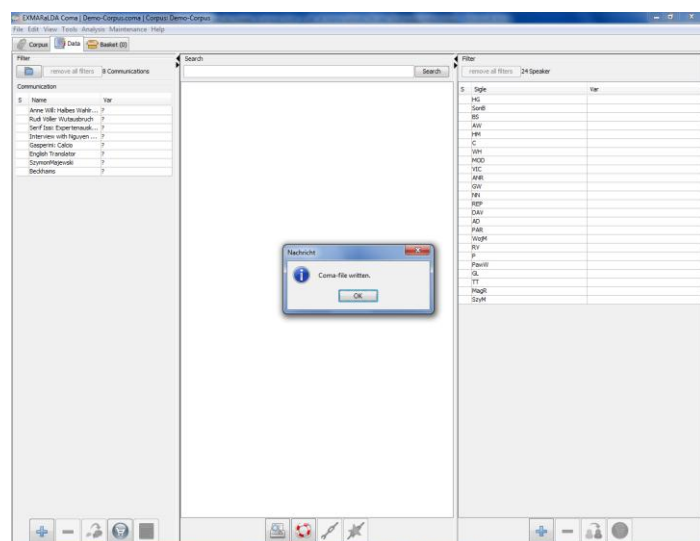 EXMARaLDA Coma | Demo-Corpus.coma | Corpus: Demo-Corpus
File Edit View Tools Analysis Maintenance Help
Corpus Data Basket (0)
Filter
remove all filters 8 Communications
Communication
S Name Var
Anne Will: Halbes Wahlr... ?
Rudi Völler Wutausbruch ?
Serif Isso: Expertenausk... ?
Interview with Nguyen ... ?
Gasperini: Calcio ?
English Translator ?
SzymonMajewski ?
Beckhams ?
Search
Search
Nachricht
Coma-file written.
OK
Filter
remove all filters 24 Speaker
S Sigle Var
HG
SonB
BS
AW
HM
C
WH
MOD
VIC
ANR
GW
NN
REP
DAV
AD
PAR
WojM
RY
P
PawW
GL
TT
MagR
SzyM